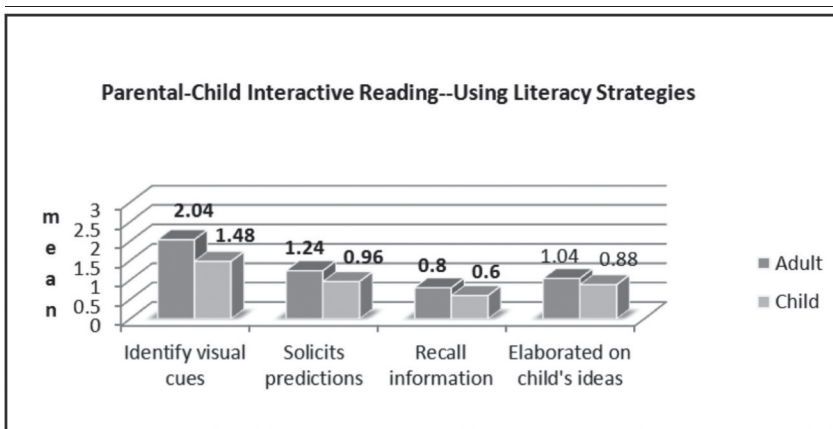 Parental-Child Interactive Reading--Using Literacy Strategies
mean
3
2.5
2
1.5
1
0.5
0
2.04
1.48
1.24
0.96
0.8
0.6
1.04
0.88
Identify visual
cues
Solicits
predictions
Recall
information
Elaborated on
child's ideas
Adult
Child